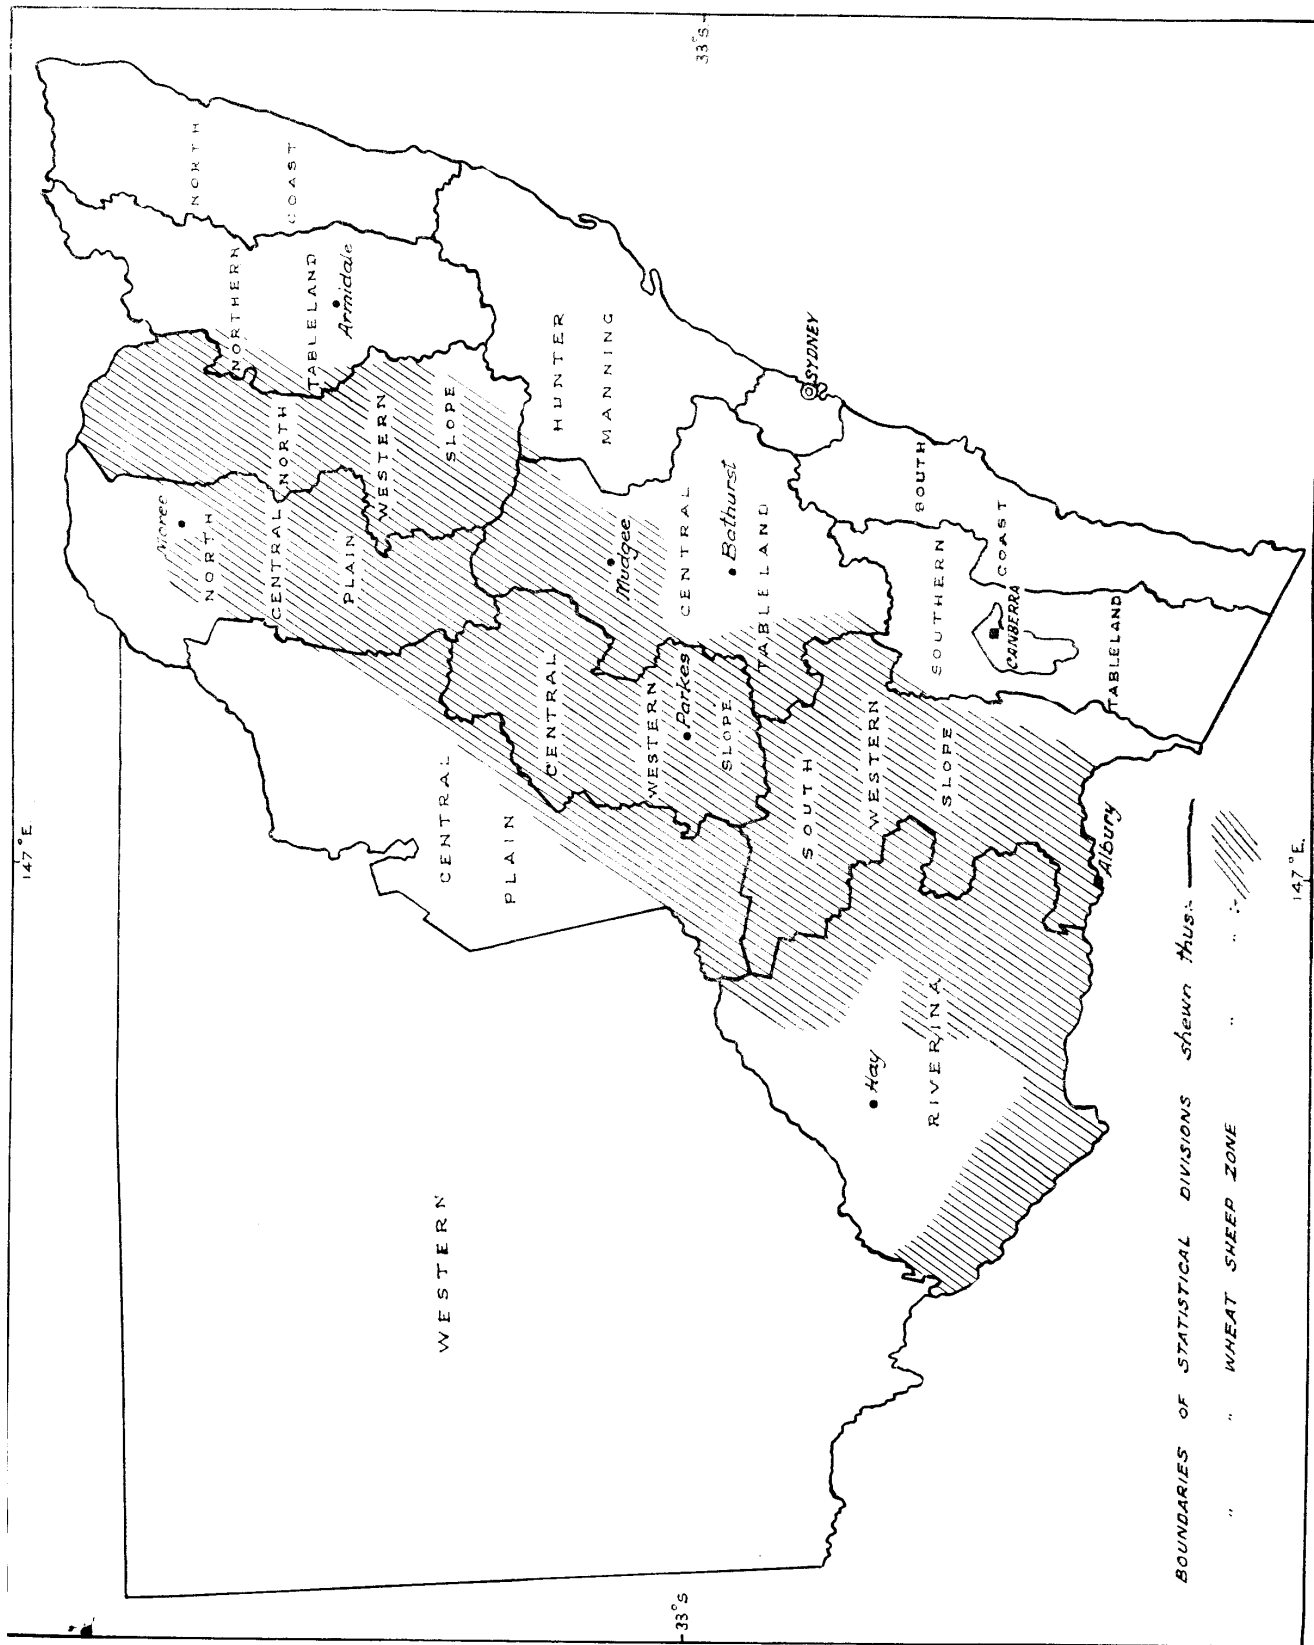 147°E
33°S
33°S
147°E.
WESTERN
CENTRAL
PLAIN
Moree
NORTH
CENTRAL
PLAIN
CENTRAL
NORTH
WESTERN
SLOPE
NORTHERN
TABLELAND
Armidale
NORTH
COAST
HUNTER
MANNING
Mudgee
CENTRAL
Bathurst
TABLELAND
CENTRAL
WESTERN
Parkes
SLOPE
SYDNEY
SOUTH
COAST
SOUTHERN
CANBERRA
TABLELAND
SOUTH
WESTERN
SLOPE
Albury
Hay
RIVERINA
BOUNDARIES OF STATISTICAL DIVISIONS shewn thus:-
" " WHEAT SHEEP ZONE " " :-